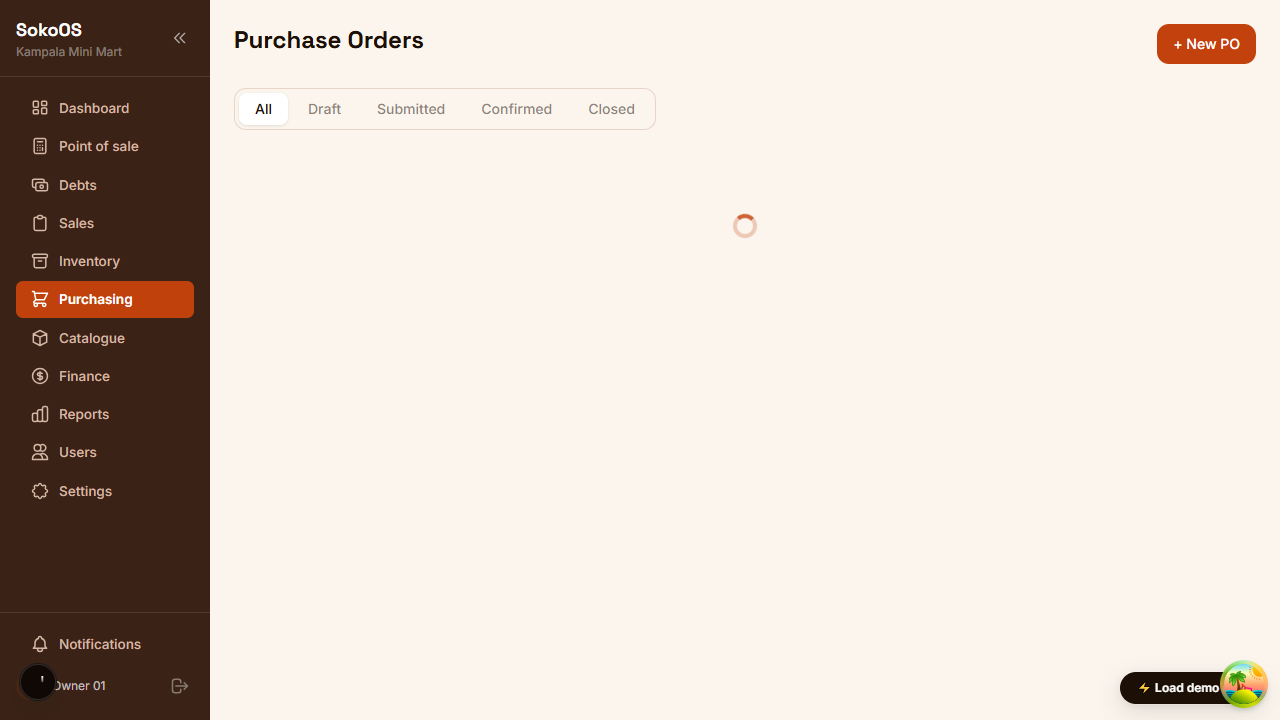 SokoOS
Kampala Mini Mart
Dashboard
Point of sale
Debts
Sales
Inventory
Purchasing
Catalogue
Finance
Reports
Users
Settings
Notifications
Owner 01
Purchase Orders
+ New PO
All
Draft
Submitted
Confirmed
Closed
Load demo